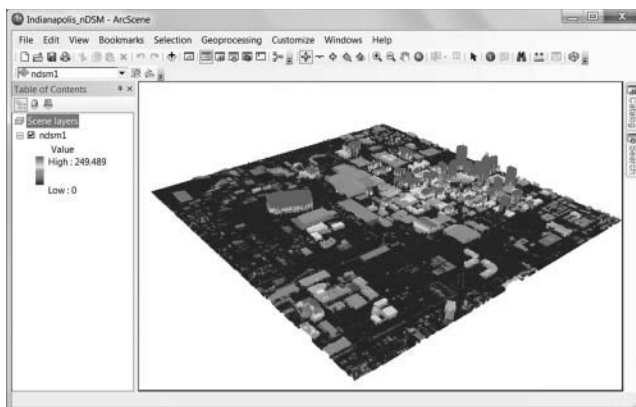 Indianapolis_nDSM - ArcScene
File Edit View Bookmarks Selection Geoprocessing Customize Windows Help
ndsm1
Table of Contents
Scene layers
ndsm1
Value
High : 249.489
Low : 0
Catalog
Search